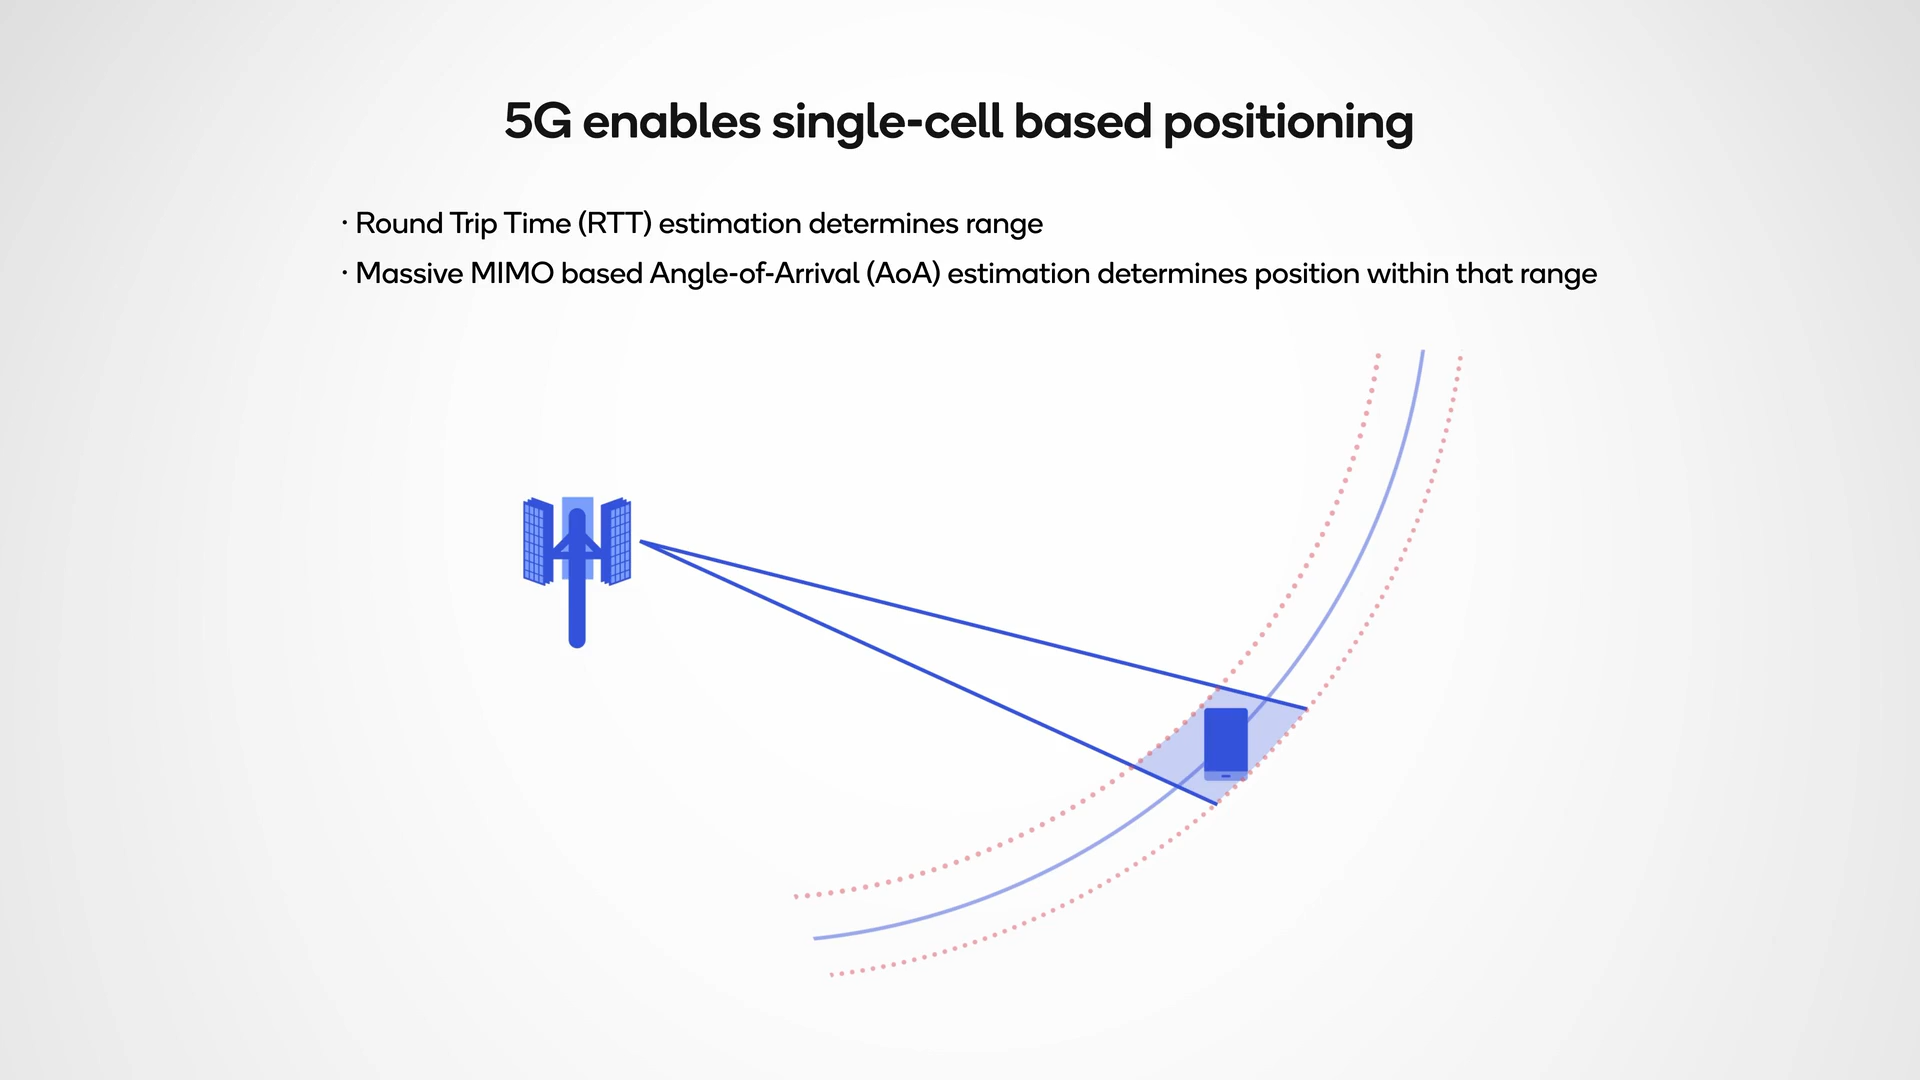 5G enables single-cell based positioning
· Round Trip Time (RTT) estimation determines range
· Massive MIMO based Angle-of-Arrival (AoA) estimation determines position within that range